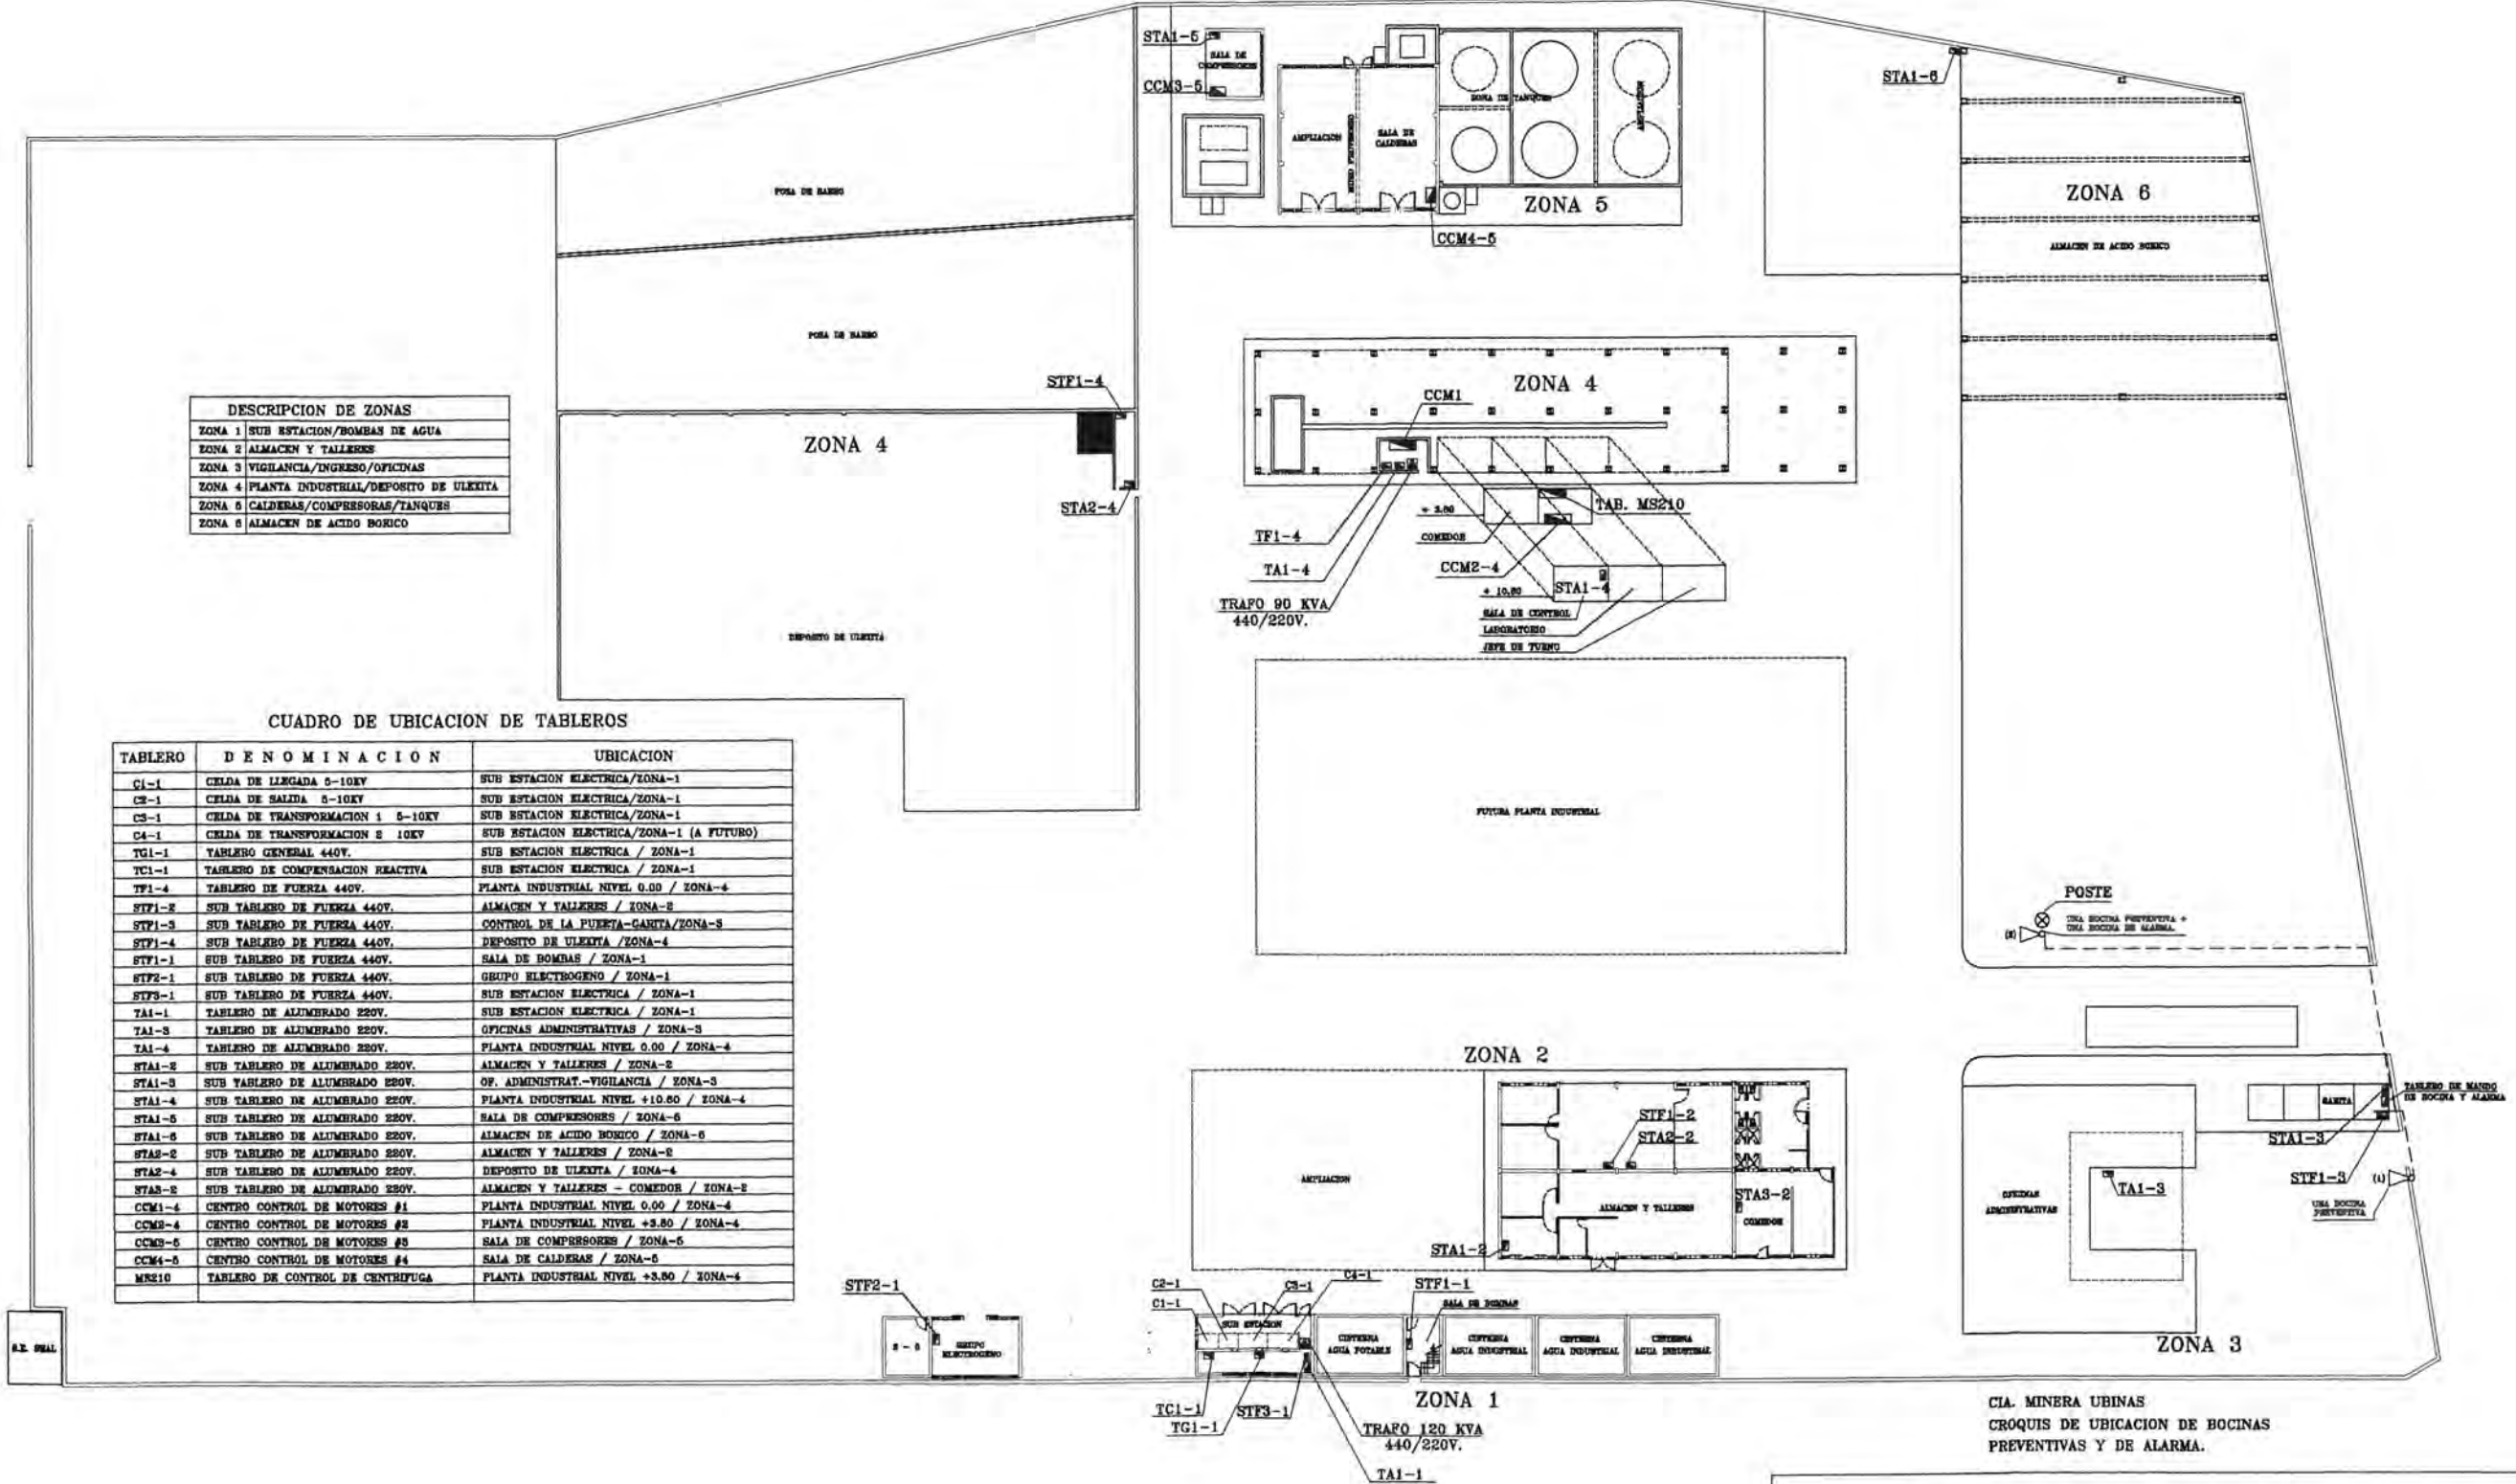 STA1-5
SALA DE
COMPRESORES
CCM3-5
AMPLIACION
MURO PROVISORIO
SALA DE
CALDERAS
ZONA DE TANQUES
AMPLIACION
ZONA 5
CCM4-5
STA1-6
ZONA 6
ALMACEN DE ACIDO BORICO
POSA DE BARRO
POSA DE BARRO
STF1-4
ZONA 4
STA2-4
DEPOSITO DE ULEXITA
DESCRIPCION DE ZONAS
ZONA 1 SUB ESTACION/BOMBAS DE AGUA
ZONA 2 ALMACEN Y TALLERES
ZONA 3 VIGILANCIA/INGRESO/OFICINAS
ZONA 4 PLANTA INDUSTRIAL/DEPOSITO DE ULEXITA
ZONA 5 CALDERAS/COMPRESORAS/TANQUES
ZONA 6 ALMACEN DE ACIDO BORICO
ZONA 4
CCM1
TAB. MS210
+ 3.80
COMEDOR
TF1-4
TA1-4
CCM2-4
TRAFO 90 KVA
440/220V.
STA1-4
+ 10.80
SALA DE CONTROL
LABORATORIO
JEFE DE TURNO
FUTURA PLANTA INDUSTRIAL
CUADRO DE UBICACION DE TABLEROS
TABLERO DENOMINACION UBICACION
C1-1 CELDA DE LLEGADA 5-10KV SUB ESTACION ELECTRICA/ZONA-1
C2-1 CELDA DE SALIDA 5-10KV SUB ESTACION ELECTRICA/ZONA-1
C3-1 CELDA DE TRANSFORMACION 1 5-10KV SUB ESTACION ELECTRICA/ZONA-1
C4-1 CELDA DE TRANSFORMACION 2 10KV SUB ESTACION ELECTRICA/ZONA-1 (A FUTURO)
TG1-1 TABLERO GENERAL 440V. SUB ESTACION ELECTRICA / ZONA-1
TC1-1 TABLERO DE COMPENSACION REACTIVA SUB ESTACION ELECTRICA / ZONA-1
TF1-4 TABLERO DE FUERZA 440V. PLANTA INDUSTRIAL NIVEL 0.00 / ZONA-4
STF1-2 SUB TABLERO DE FUERZA 440V. ALMACEN Y TALLERES / ZONA-2
STF1-3 SUB TABLERO DE FUERZA 440V. CONTROL DE LA PUERTA-GARITA/ZONA-3
STF1-4 SUB TABLERO DE FUERZA 440V. DEPOSITO DE ULEXITA /ZONA-4
STF1-1 SUB TABLERO DE FUERZA 440V. SALA DE BOMBAS / ZONA-1
STF2-1 SUB TABLERO DE FUERZA 440V. GRUPO ELECTROGENO / ZONA-1
STF3-1 SUB TABLERO DE FUERZA 440V. SUB ESTACION ELECTRICA / ZONA-1
TA1-1 TABLERO DE ALUMBRADO 220V. SUB ESTACION ELECTRICA / ZONA-1
TA1-3 TABLERO DE ALUMBRADO 220V. OFICINAS ADMINISTRATIVAS / ZONA-3
TA1-4 TABLERO DE ALUMBRADO 220V. PLANTA INDUSTRIAL NIVEL 0.00 / ZONA-4
STA1-2 SUB TABLERO DE ALUMBRADO 220V. ALMACEN Y TALLERES / ZONA-2
STA1-3 SUB TABLERO DE ALUMBRADO 220V. OF. ADMINISTRAT.-VIGILANCIA / ZONA-3
STA1-4 SUB TABLERO DE ALUMBRADO 220V. PLANTA INDUSTRIAL NIVEL +10.80 / ZONA-4
STA1-5 SUB TABLERO DE ALUMBRADO 220V. SALA DE COMPRESORES / ZONA-5
STA1-6 SUB TABLERO DE ALUMBRADO 220V. ALMACEN DE ACIDO BORICO / ZONA-6
STA2-2 SUB TABLERO DE ALUMBRADO 220V. ALMACEN Y TALLERES / ZONA-2
STA2-4 SUB TABLERO DE ALUMBRADO 220V. DEPOSITO DE ULEXITA / ZONA-4
STA3-2 SUB TABLERO DE ALUMBRADO 220V. ALMACEN Y TALLERES - COMEDOR / ZONA-2
CCM1-4 CENTRO CONTROL DE MOTORES #1 PLANTA INDUSTRIAL NIVEL 0.00 / ZONA-4
CCM2-4 CENTRO CONTROL DE MOTORES #2 PLANTA INDUSTRIAL NIVEL +3.80 / ZONA-4
CCM3-5 CENTRO CONTROL DE MOTORES #3 SALA DE COMPRESORES / ZONA-5
CCM4-5 CENTRO CONTROL DE MOTORES #4 SALA DE CALDERAS / ZONA-5
MS210 TABLERO DE CONTROL DE CENTRIFUGA PLANTA INDUSTRIAL NIVEL +3.80 / ZONA-4
POSTE
UNA BOCINA PREVENTIVA +
UNA BOCINA DE ALARMA.
(2)
ZONA 2
AMPLIACION
STF1-2
STA2-2
ALMACEN Y TALLERES
STA3-2
COMEDOR
STA1-2
GARITA
TABLERO DE MANDO
DE BOCINA Y ALARMA
STA1-3
STF1-3
(1)
UNA BOCINA
PREVENTIVA
OFICINAS
ADMINISTRATIVAS
TA1-3
ZONA 3
S.E. SEAL
STF2-1
GRUPO
ELECTROGENO
C2-1
C1-1
C3-1
C4-1
SUB ESTACION
STF1-1
SALA DE BOMBAS
CISTERNA
AGUA POTABLE
CISTERNA
AGUA INDUSTRIAL
CISTERNA
AGUA INDUSTRIAL
CISTERNA
AGUA INDUSTRIAL
TC1-1
TG1-1
STF3-1
ZONA 1
TRAFO 120 KVA
440/220V.
TA1-1
CIA. MINERA UBINAS
CROQUIS DE UBICACION DE BOCINAS
PREVENTIVAS Y DE ALARMA.